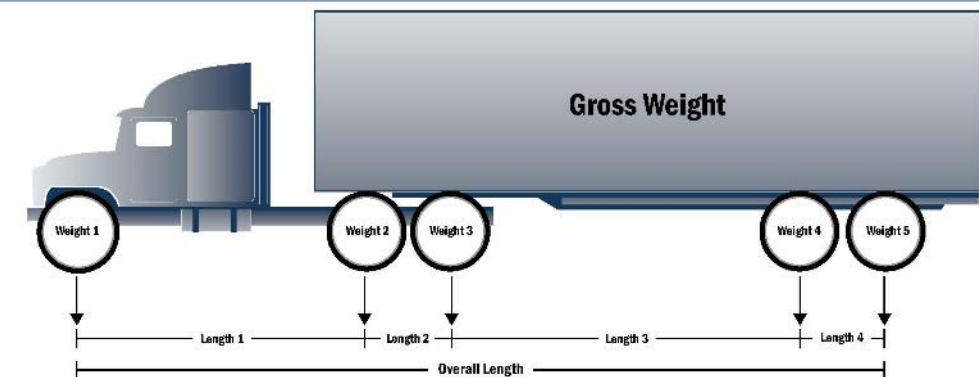 Gross Weight
Weight 1 Weight 2 Weight 3 Weight 4 Weight 5
Length 1 Length 2 Length 3 Length 4
Overall Length